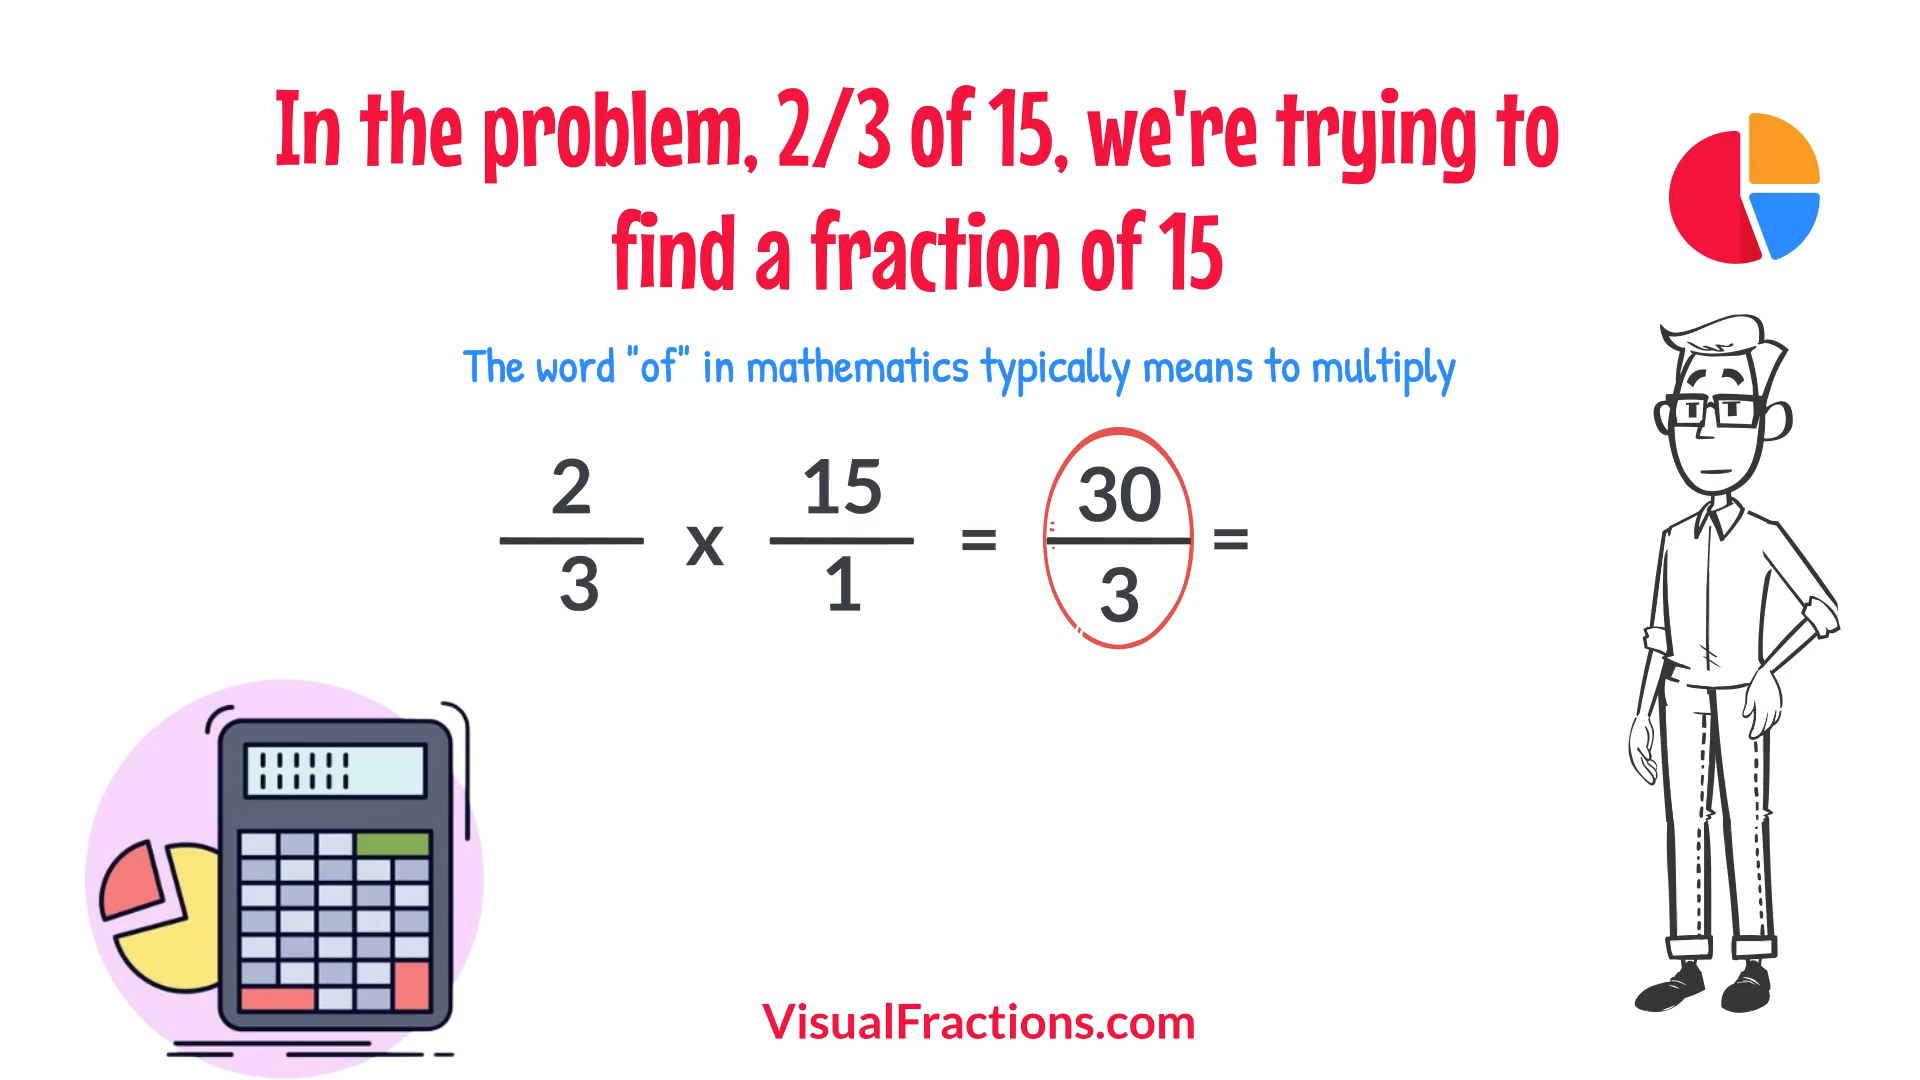 In the problem, 2/3 of 15, we're trying to
find a fraction of 15
The word "of" in mathematics typically means to multiply
2 15 30
x = =
3 1 3
VisualFractions.com